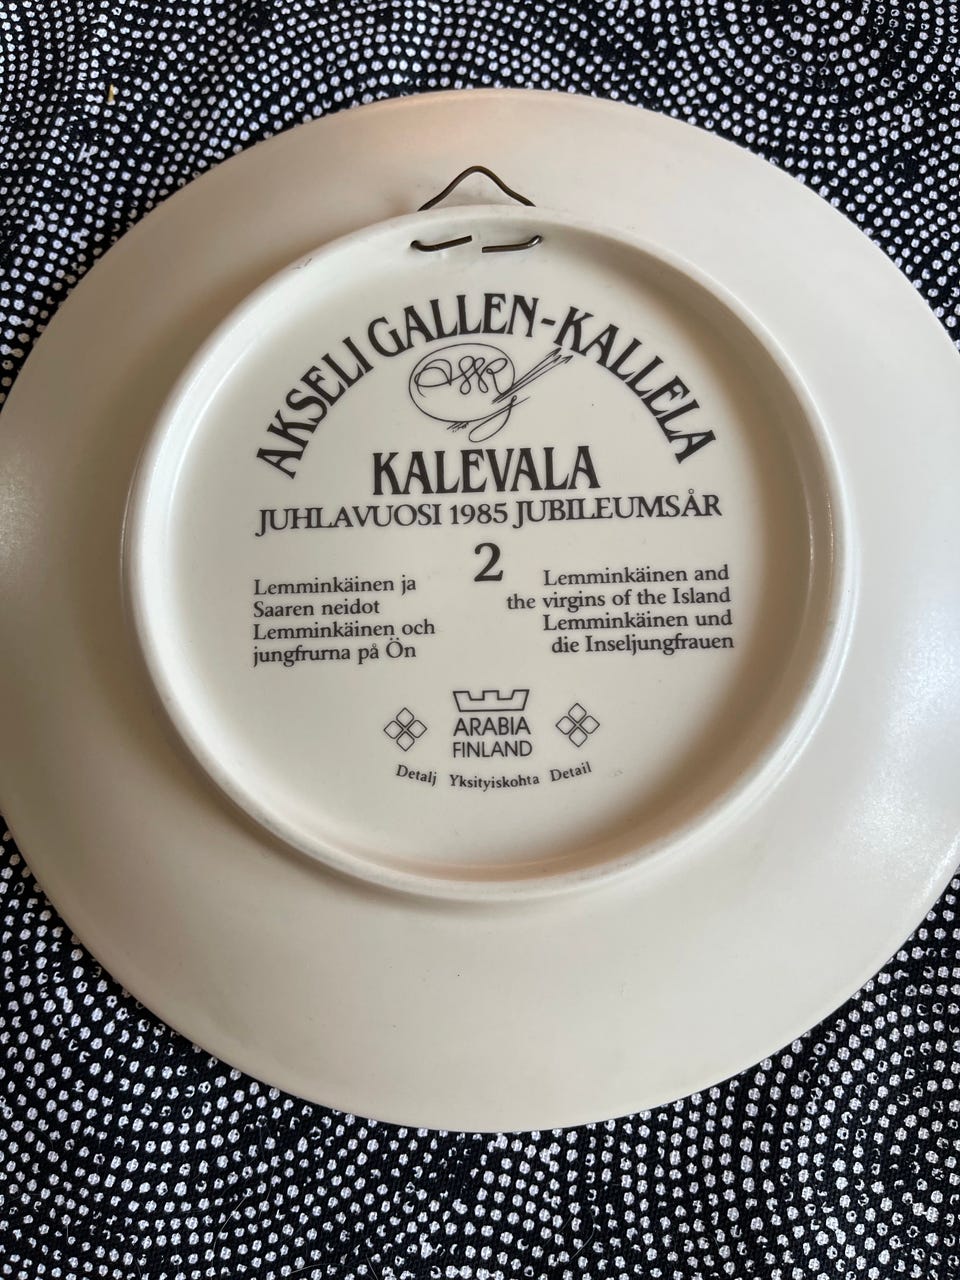 AKSELI GALLEN-KALLELA
KALEVALA
JUHLAVUOSI 1985 JUBILEUMSÅR
2
Lemminkäinen ja
Saaren neidot
Lemminkäinen och
jungfrurna på Ön
Lemminkäinen and
the virgins of the Island
Lemminkäinen und
die Inseljungfrauen
ARABIA
FINLAND
Detalj Yksityiskohta Detail